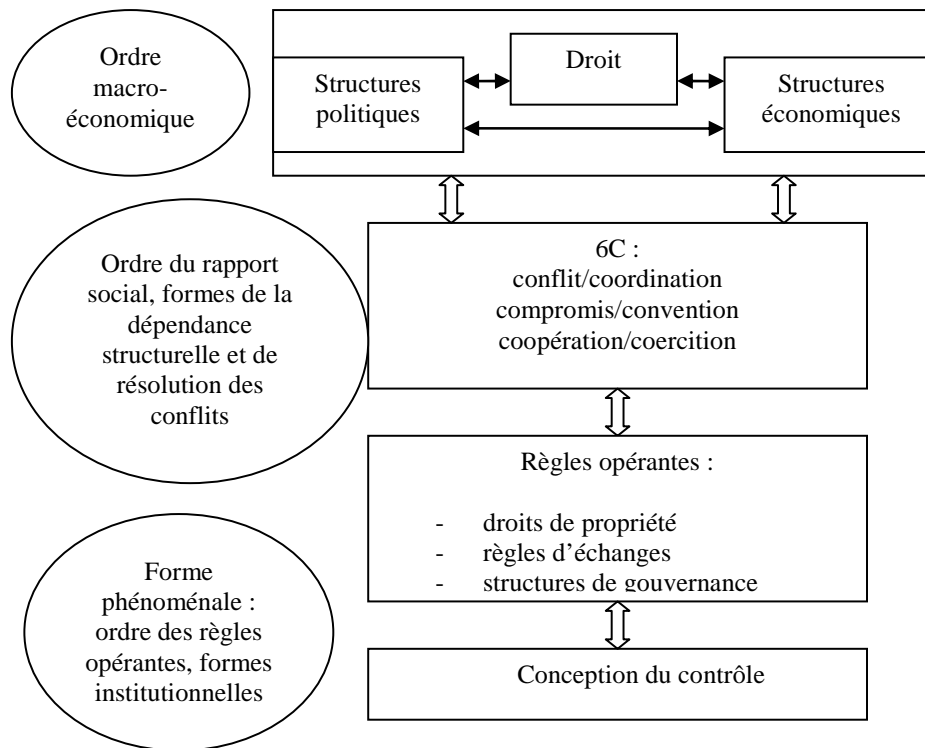 Ordre
macro-
économique
Structures
politiques
Droit
Structures
économiques
Ordre du rapport
social, formes de la
dépendance
structurelle et de
résolution des
conflits
6C :
conflit/coordination
compromis/convention
coopération/coercition
Règles opérantes :
- droits de propriété
- règles d’échanges
- structures de gouvernance
Forme
phénoménale :
ordre des règles
opérantes, formes
institutionnelles
Conception du contrôle